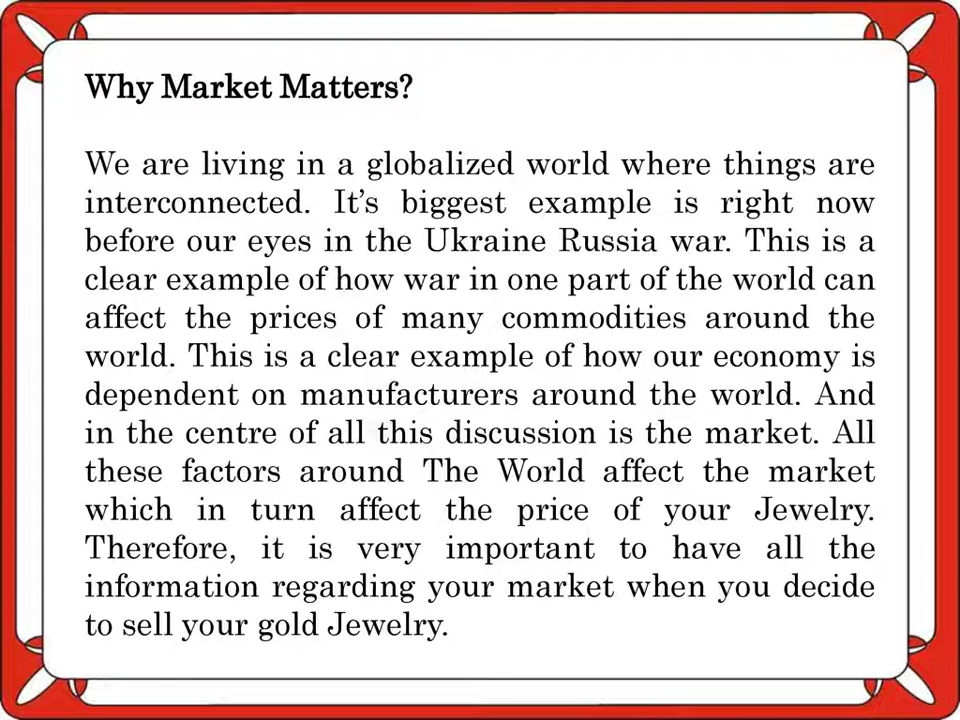 Why Market Matters?
We are living in a globalized world where things are
interconnected. It’s biggest example is right now
before our eyes in the Ukraine Russia war. This is a
clear example of how war in one part of the world can
affect the prices of many commodities around the
world. This is a clear example of how our economy is
dependent on manufacturers around the world. And
in the centre of all this discussion is the market. All
these factors around The World affect the market
which in turn affect the price of your Jewelry.
Therefore, it is very important to have all the
information regarding your market when you decide
to sell your gold Jewelry.